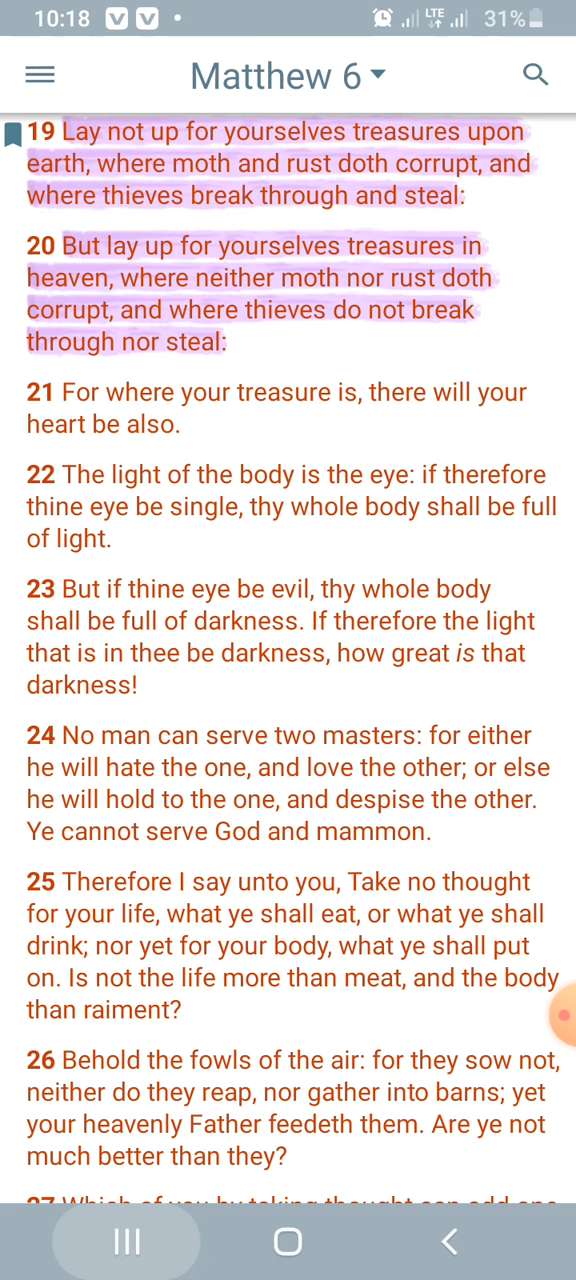 10:18 LTE 31%
Matthew 6
19 Lay not up for yourselves treasures upon
earth, where moth and rust doth corrupt, and
where thieves break through and steal:
20 But lay up for yourselves treasures in
heaven, where neither moth nor rust doth
corrupt, and where thieves do not break
through nor steal:
21 For where your treasure is, there will your
heart be also.
22 The light of the body is the eye: if therefore
thine eye be single, thy whole body shall be full
of light.
23 But if thine eye be evil, thy whole body
shall be full of darkness. If therefore the light
that is in thee be darkness, how great is that
darkness!
24 No man can serve two masters: for either
he will hate the one, and love the other; or else
he will hold to the one, and despise the other.
Ye cannot serve God and mammon.
25 Therefore I say unto you, Take no thought
for your life, what ye shall eat, or what ye shall
drink; nor yet for your body, what ye shall put
on. Is not the life more than meat, and the body
than raiment?
26 Behold the fowls of the air: for they sow not,
neither do they reap, nor gather into barns; yet
your heavenly Father feedeth them. Are ye not
much better than they?
27 Which of you by taking thought can add one